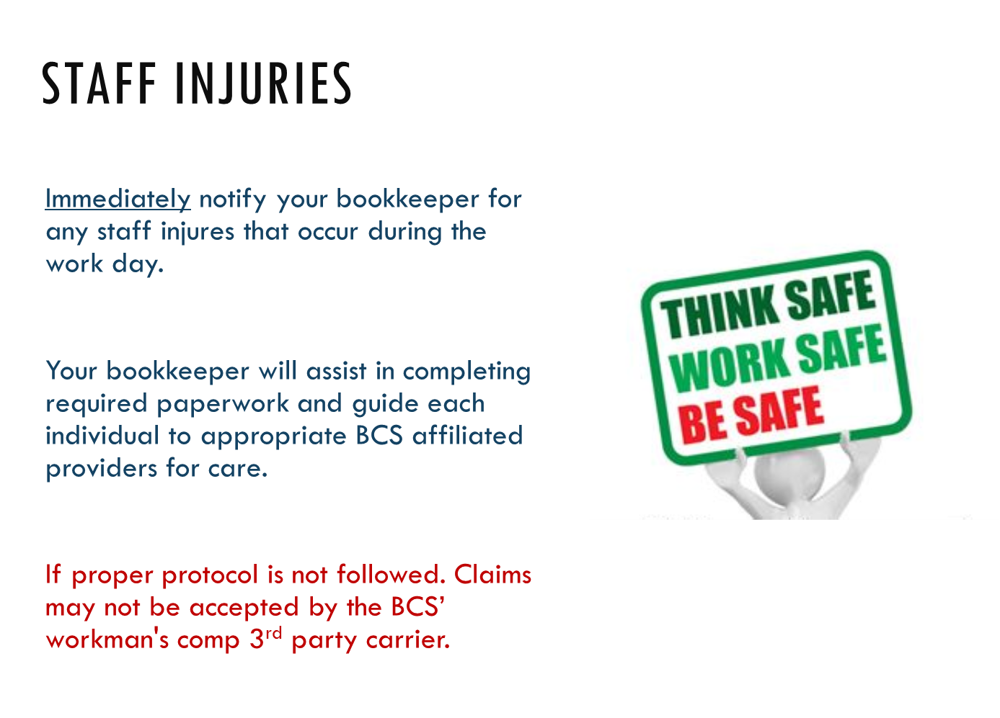 STAFF INJURIES
Immediately notify your bookkeeper for
any staff injures that occur during the
work day.
Your bookkeeper will assist in completing
required paperwork and guide each
individual to appropriate BCS affiliated
providers for care.
If proper protocol is not followed. Claims
may not be accepted by the BCS’
workman's comp 3rd party carrier.
THINK SAFE
WORK SAFE
BE SAFE